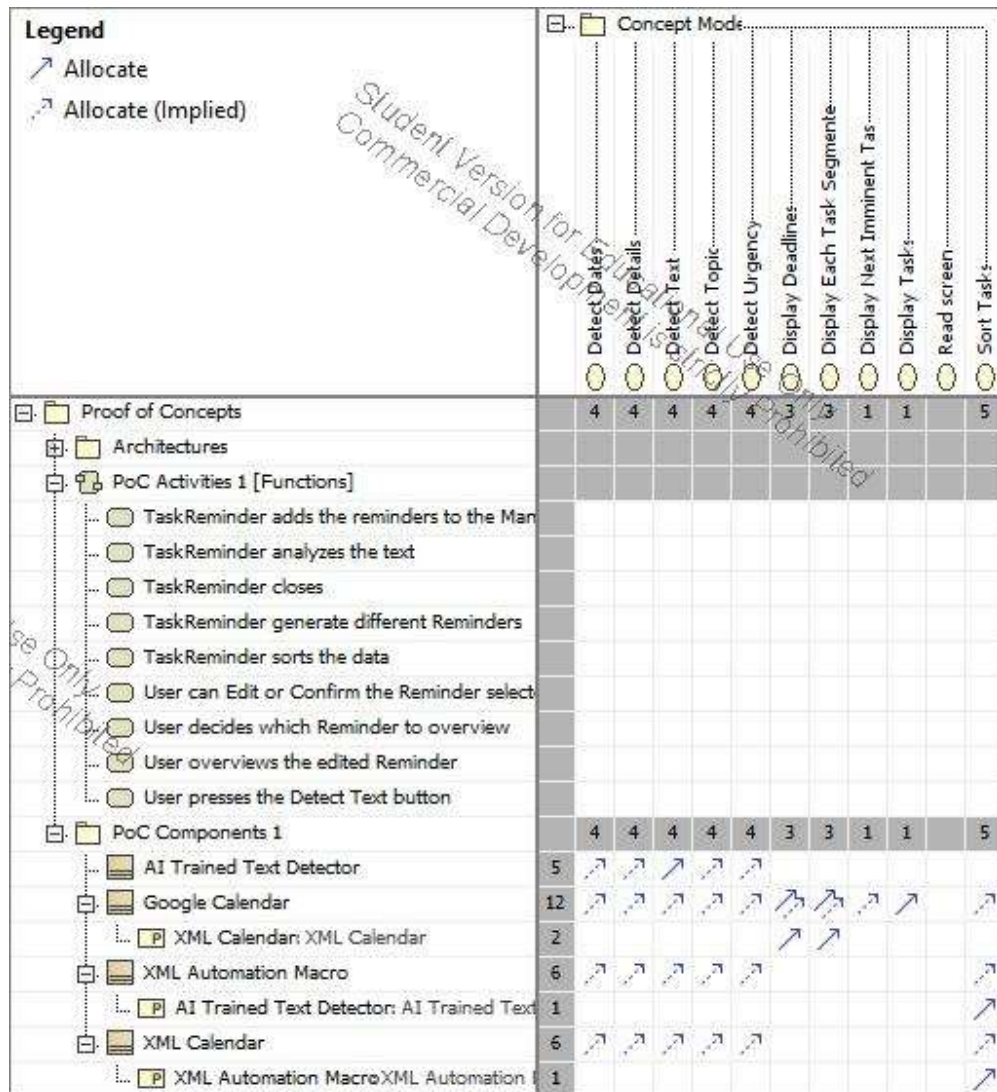 Legend
Allocate
Allocate (Implied)
Concept Mode
Student Version for Educational Use Only
Commercial Development is strictly Prohibited
Detect Dates
Detect Details
Detect Text
Detect Topic
Detect Urgency
Display Deadlines
Display Each Task Segmente
Display Next Imminent Tas
Display Tasks
Read screen
Sort Tasks
Proof of Concepts 4 4 4 4 4 3 3 1 1 5
Architectures
PoC Activities 1 [Functions]
TaskReminder adds the reminders to the Man
TaskReminder analyzes the text
TaskReminder closes
TaskReminder generate different Reminders
TaskReminder sorts the data
User can Edit or Confirm the Reminder select
User decides which Reminder to overview
User overviews the edited Reminder
User presses the Detect Text button
se Only
Prohibited
PoC Components 1 4 4 4 4 4 3 3 1 1 5
AI Trained Text Detector 5
Google Calendar 12
P XML Calendar: XML Calendar 2
XML Automation Macro 6
P AI Trained Text Detector: AI Trained Text 1
XML Calendar 6
P XML Automation MacroXML Automation 1